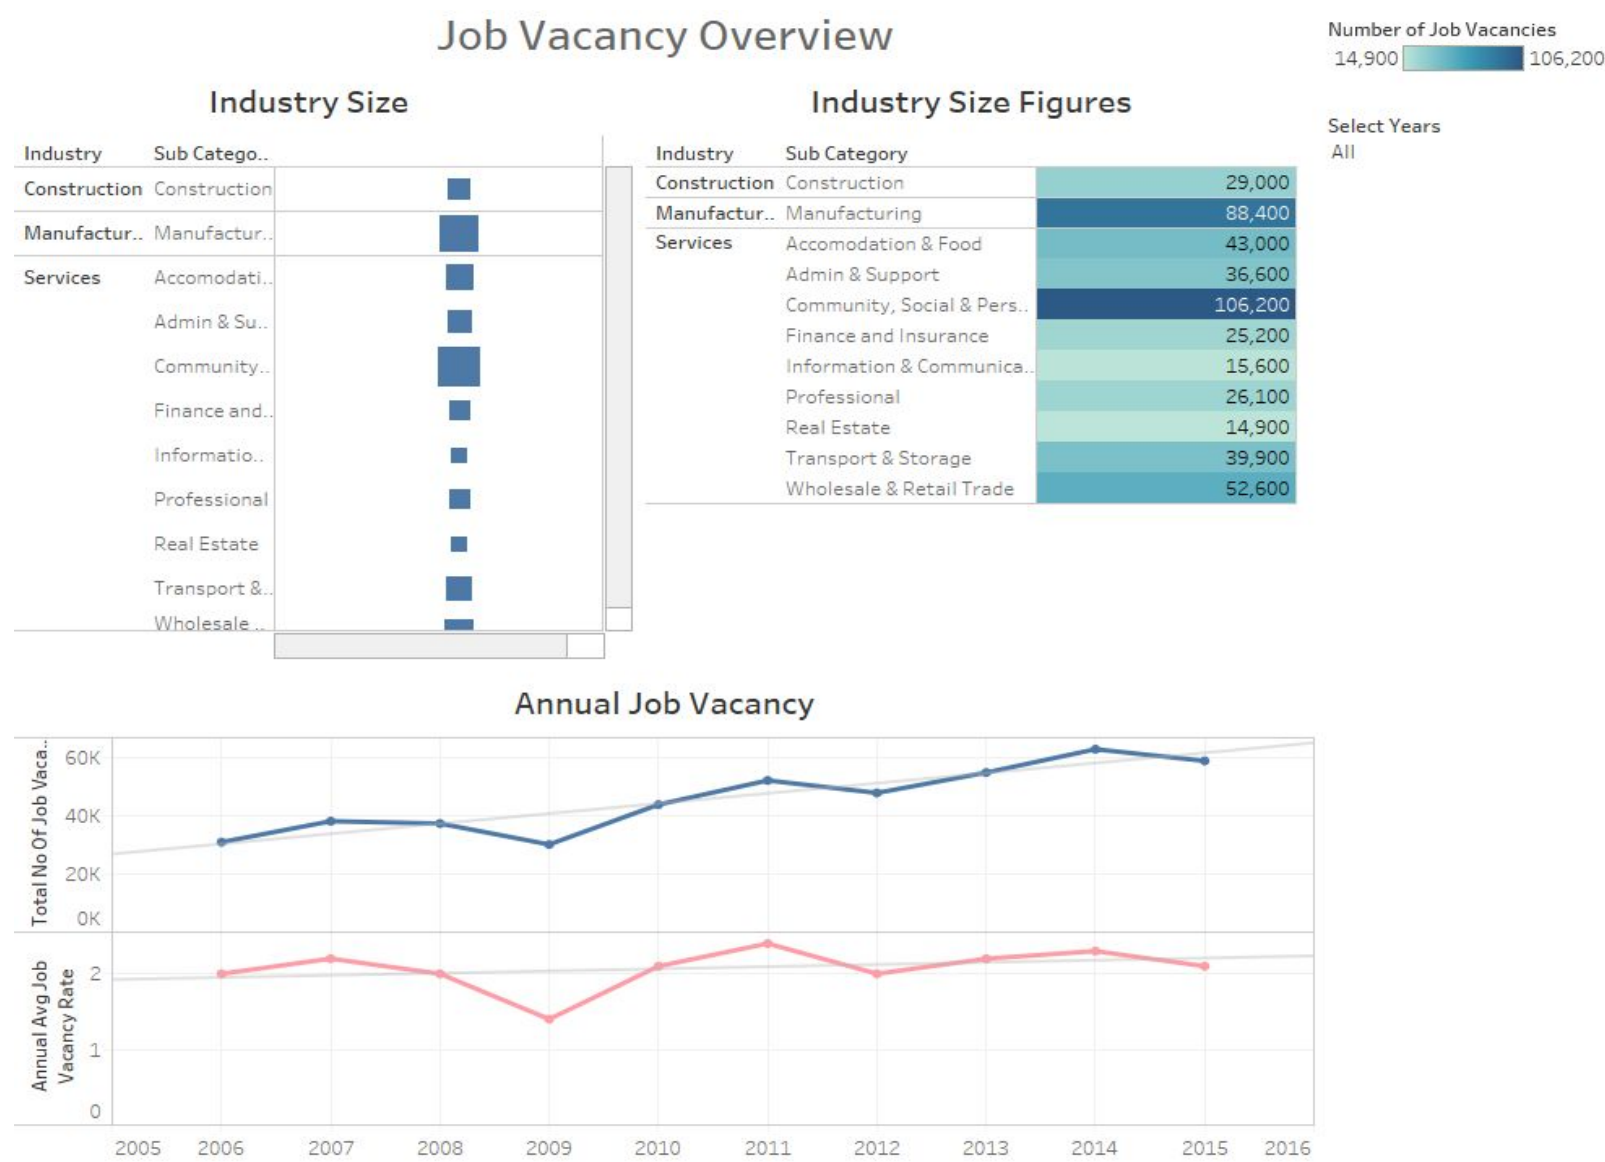 Job Vacancy Overview
Number of Job Vacancies
14,900 106,200
Select Years
All
Industry Size
Industry Sub Catego..
Construction Construction
Manufactur.. Manufactur..
Services Accomodati..
Admin & Su..
Community..
Finance and..
Informatio..
Professional
Real Estate
Transport &..
Wholesale ..
Industry Size Figures
Industry Sub Category
Construction Construction 29,000
Manufactur.. Manufacturing 88,400
Services Accomodation & Food 43,000
Admin & Support 36,600
Community, Social & Pers.. 106,200
Finance and Insurance 25,200
Information & Communica.. 15,600
Professional 26,100
Real Estate 14,900
Transport & Storage 39,900
Wholesale & Retail Trade 52,600
Annual Job Vacancy
Total No Of Job Vaca..
60K
40K
20K
0K
Annual Avg Job
Vacancy Rate
2
1
0
2005 2006 2007 2008 2009 2010 2011 2012 2013 2014 2015 2016